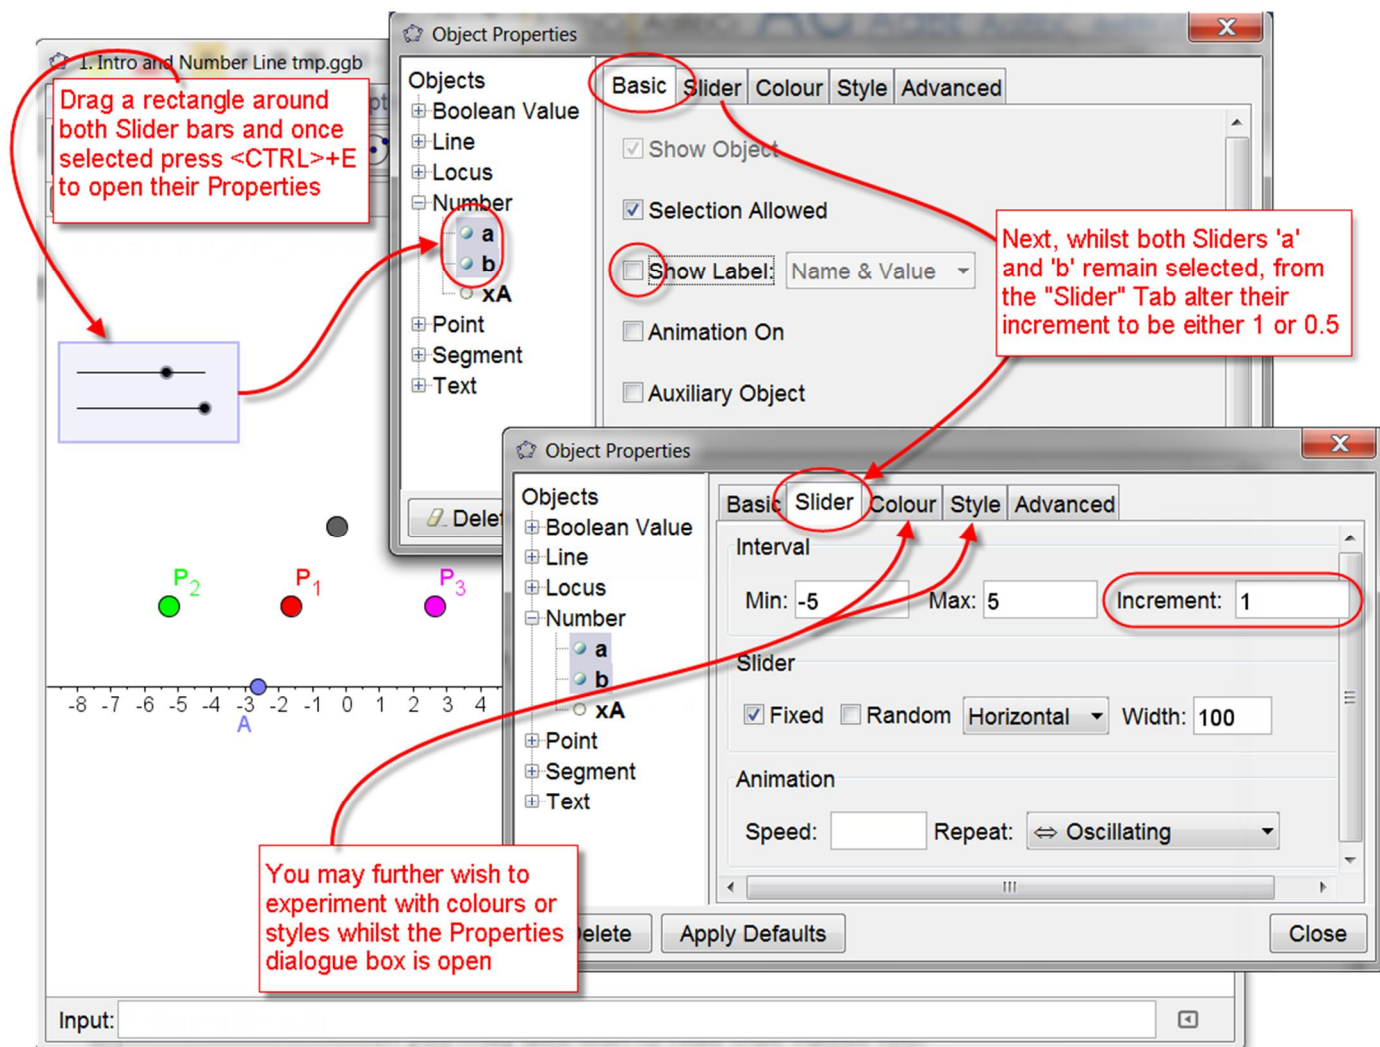 Object Properties
X
1. Intro and Number Line tmp.ggb
Drag a rectangle around
both Slider bars and once
selected press <CTRL>+E
to open their Properties
Objects
Boolean Value
Line
Locus
Number
a
b
xA
Point
Segment
Text
Basic Slider Colour Style Advanced
Show Object
Selection Allowed
Show Label: Name & Value
Animation On
Auxiliary Object
Next, whilst both Sliders 'a'
and 'b' remain selected, from
the "Slider" Tab alter their
increment to be either 1 or 0.5
Object Properties
X
Objects
Boolean Value
Line
Locus
Number
a
b
xA
Point
Segment
Text
Basic Slider Colour Style Advanced
Interval
Min: -5 Max: 5 Increment: 1
Slider
Fixed Random Horizontal Width: 100
Animation
Speed: Repeat: ⇔ Oscillating
elete Apply Defaults Close
Delet
P2 P1 P3
-8 -7 -6 -5 -4 -3 -2 -1 0 1 2 3 4
A
You may further wish to
experiment with colours or
styles whilst the Properties
dialogue box is open
Input: